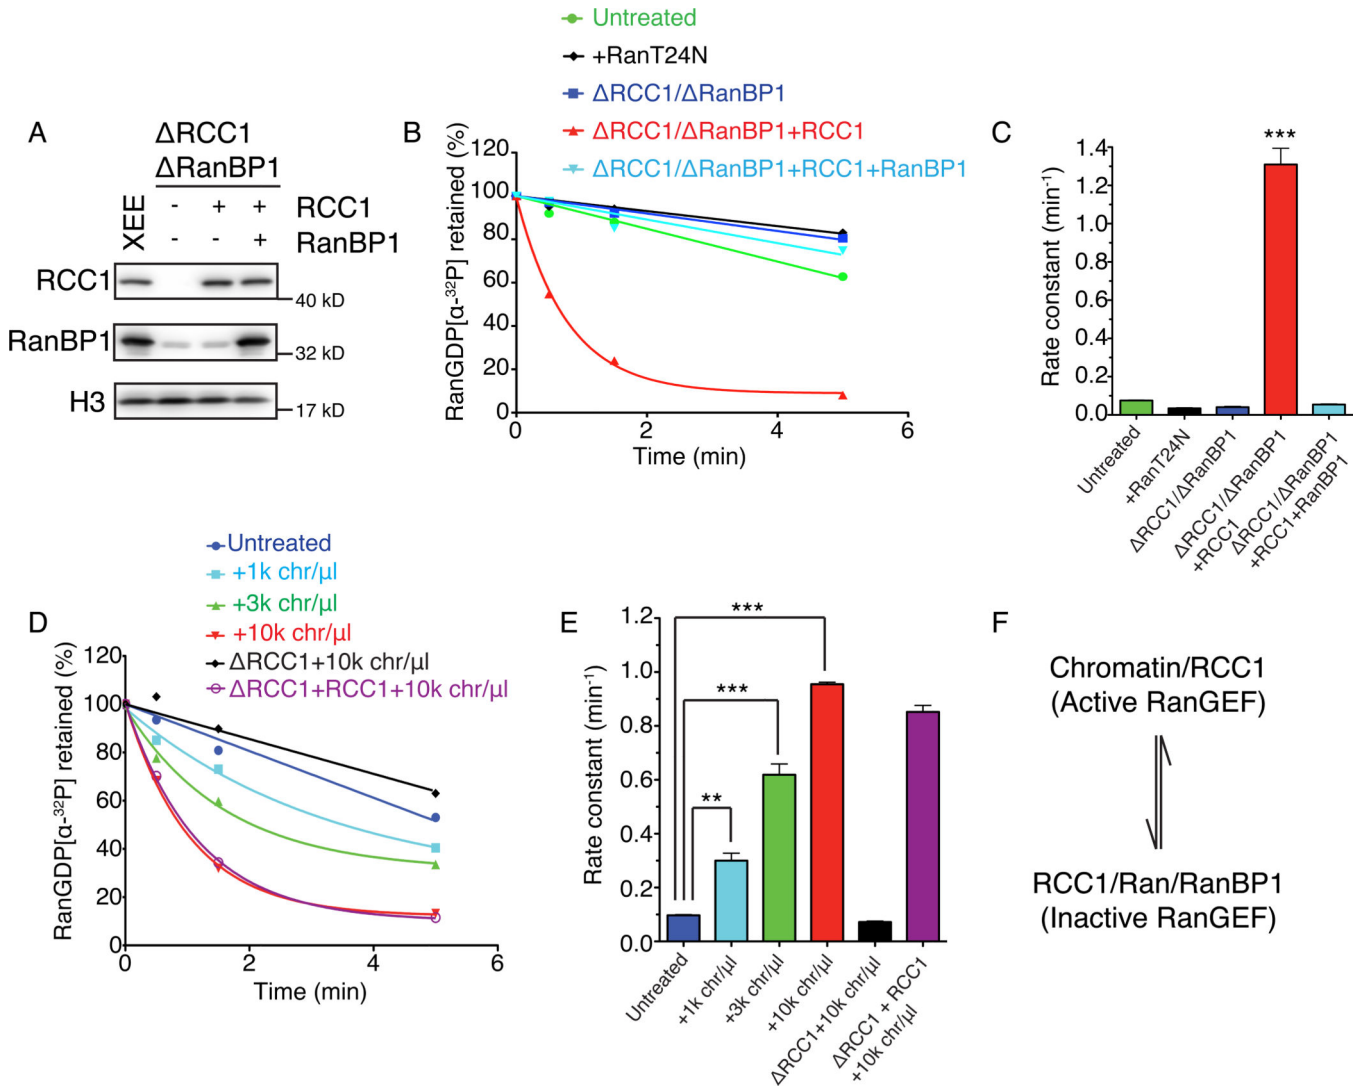 Untreated
+RanT24N
ΔRCC1/ΔRanBP1
ΔRCC1/ΔRanBP1+RCC1
ΔRCC1/ΔRanBP1+RCC1+RanBP1
A
ΔRCC1
ΔRanBP1
XEE
- + + RCC1
- - + RanBP1
RCC1
40 kD
RanBP1
32 kD
H3
17 kD
B
RanGDP[α-³²P] retained (%)
120
100
80
60
40
20
0
0 2 4 6
Time (min)
C
***
Rate constant (min⁻¹)
1.4
1.2
1.0
0.8
0.6
0.4
0.2
0.0
Untreated
+RanT24N
ΔRCC1/ΔRanBP1
ΔRCC1/ΔRanBP1
+RCC1
ΔRCC1/ΔRanBP1
+RCC1+RanBP1
Untreated
+1k chr/µl
+3k chr/µl
+10k chr/µl
ΔRCC1+10k chr/µl
ΔRCC1+RCC1+10k chr/µl
D
RanGDP[α-³²P] retained (%)
120
100
80
60
40
20
0
0 2 4 6
Time (min)
E
Rate constant (min⁻¹)
1.2
1.0
0.8
0.6
0.4
0.2
0.0
***
***
**
Untreated
+1k chr/µl
+3k chr/µl
+10k chr/µl
ΔRCC1+10k chr/µl
ΔRCC1 + RCC1
+10k chr/µl
F
Chromatin/RCC1
(Active RanGEF)
RCC1/Ran/RanBP1
(Inactive RanGEF)